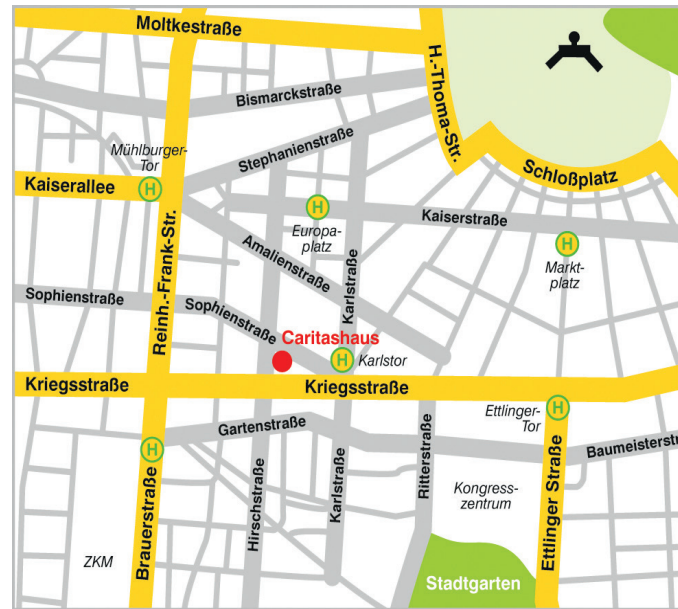 Moltkestraße
H.-Thoma-Str.
Bismarckstraße
Stephanienstraße
Mühlburger-
Tor
Schloßplatz
Kaiserallee
H
H
Kaiserstraße
Reinh.-Frank-Str.
Europa-
platz
Amalienstraße
H
Markt-
platz
Karlstraße
Sophienstraße
Sophienstraße
Caritashaus
H
Karlstor
Kriegsstraße
Kriegsstraße
H
Ettlinger-
Tor
Gartenstraße
H
Baumeisterstr
Hirschstraße
Karlstraße
Ritterstraße
Kongress-
zentrum
Ettlinger Straße
Brauerstraße
ZKM
Stadtgarten